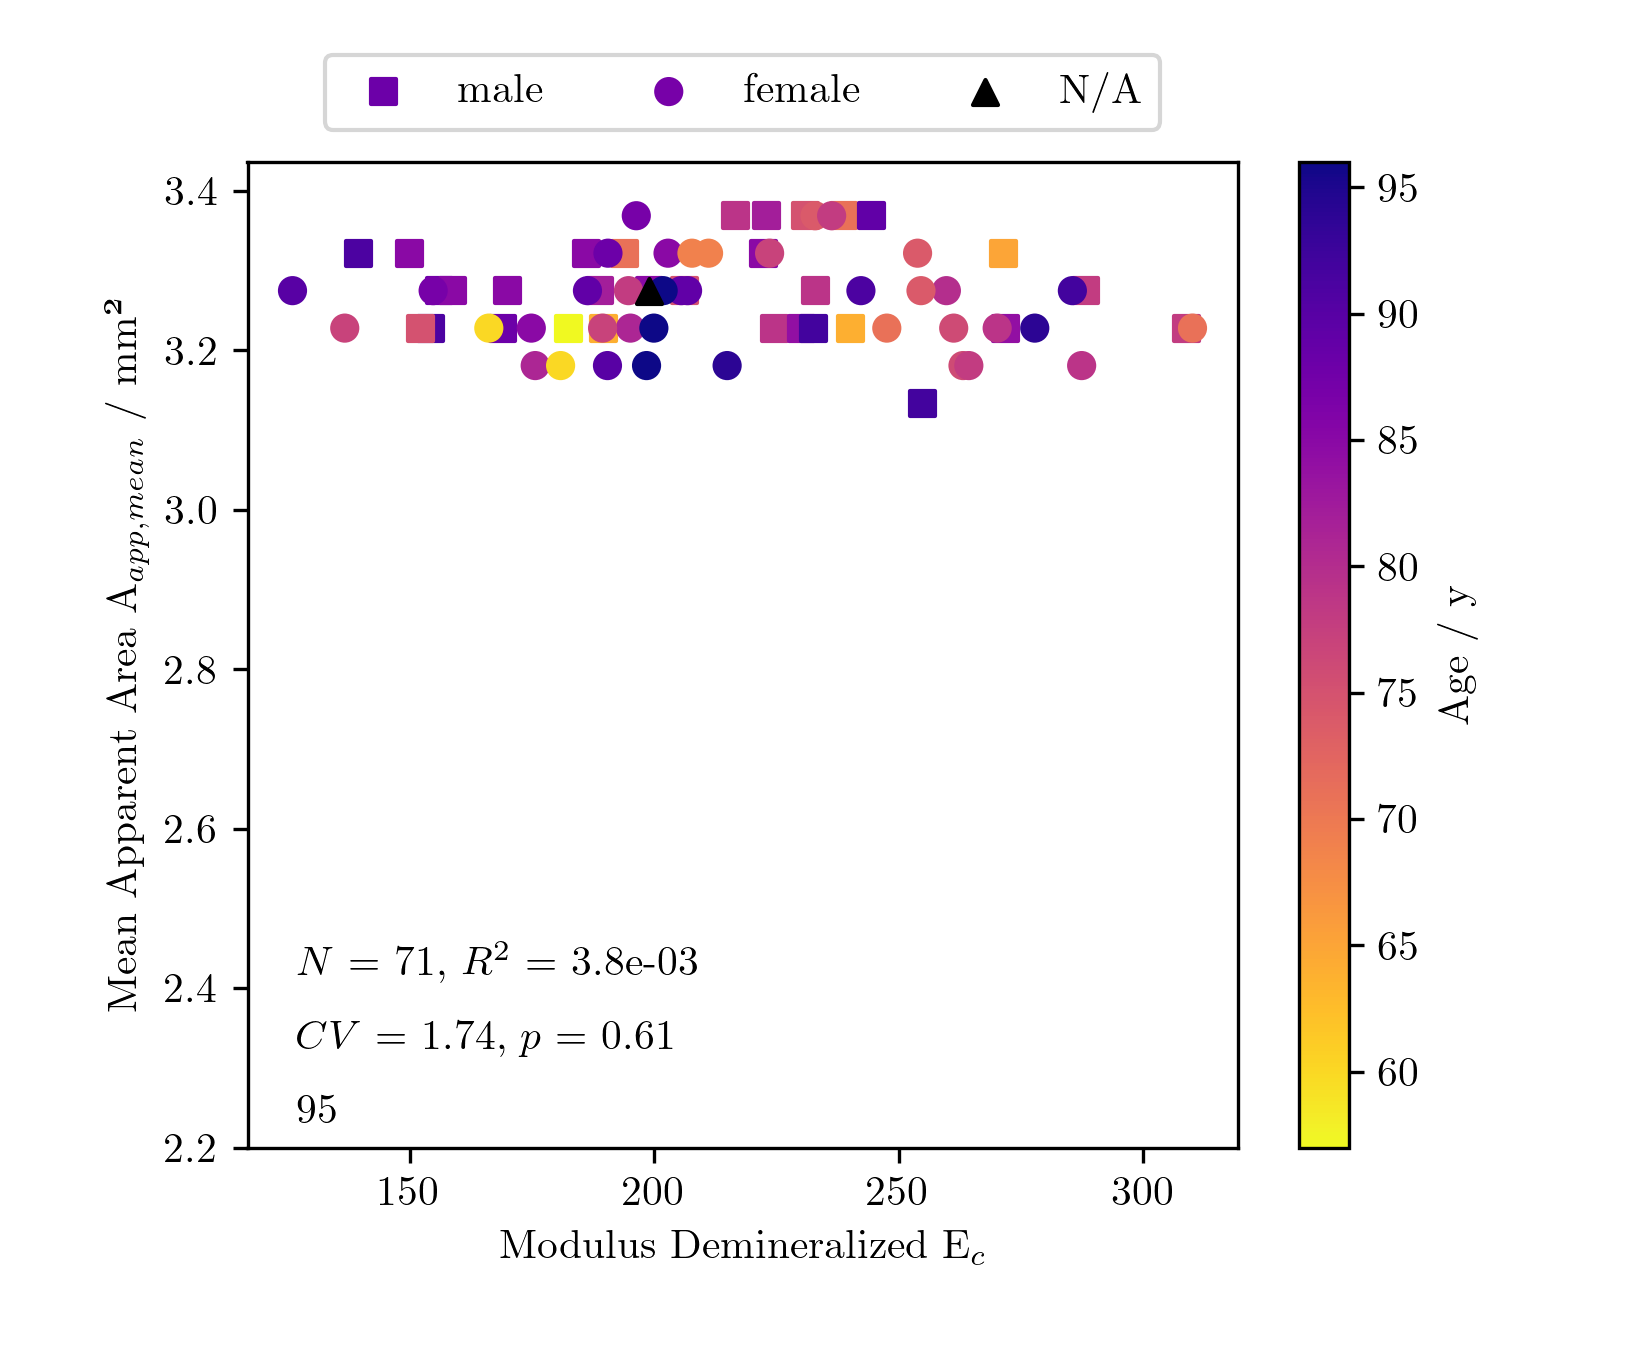 male female N/A
3.4
3.2
3.0
2.8
2.6
2.4
2.2
Mean Apparent Area A_{app,mean} / mm²
N = 71, R² = 3.8e-03
CV = 1.74, p = 0.61
95
150 200 250 300
Modulus Demineralized E_c
95
90
85
80
75
70
65
60
Age / y